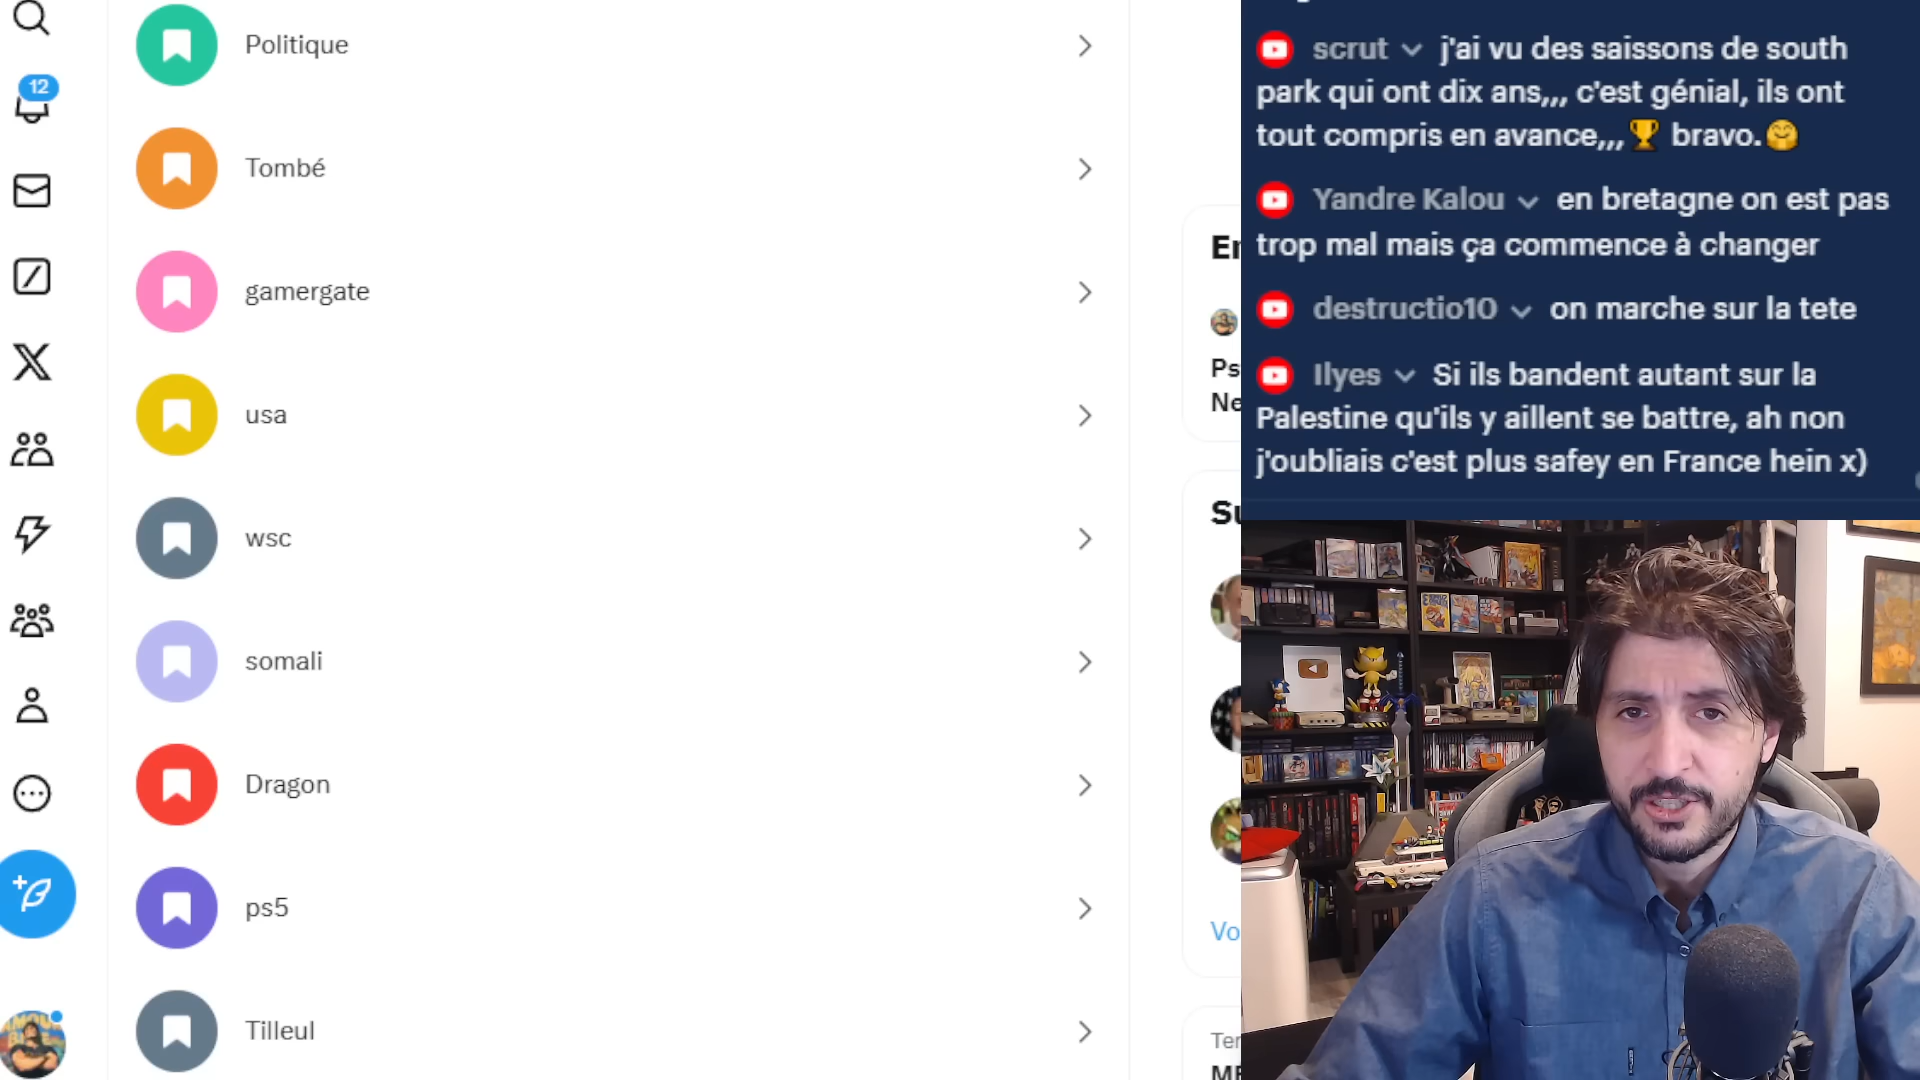 12
Politique
Tombé
gamergate
usa
wsc
somali
Dragon
ps5
Tilleul
scrut j'ai vu des saissons de south
park qui ont dix ans,,, c'est génial, ils ont
tout compris en avance,,,🏆 bravo.🤗
Yandre Kalou en bretagne on est pas
trop mal mais ça commence à changer
destructio10 on marche sur la tete
Ilyes Si ils bandent autant sur la
Palestine qu'ils y aillent se battre, ah non
j'oubliais c'est plus safey en France hein x)